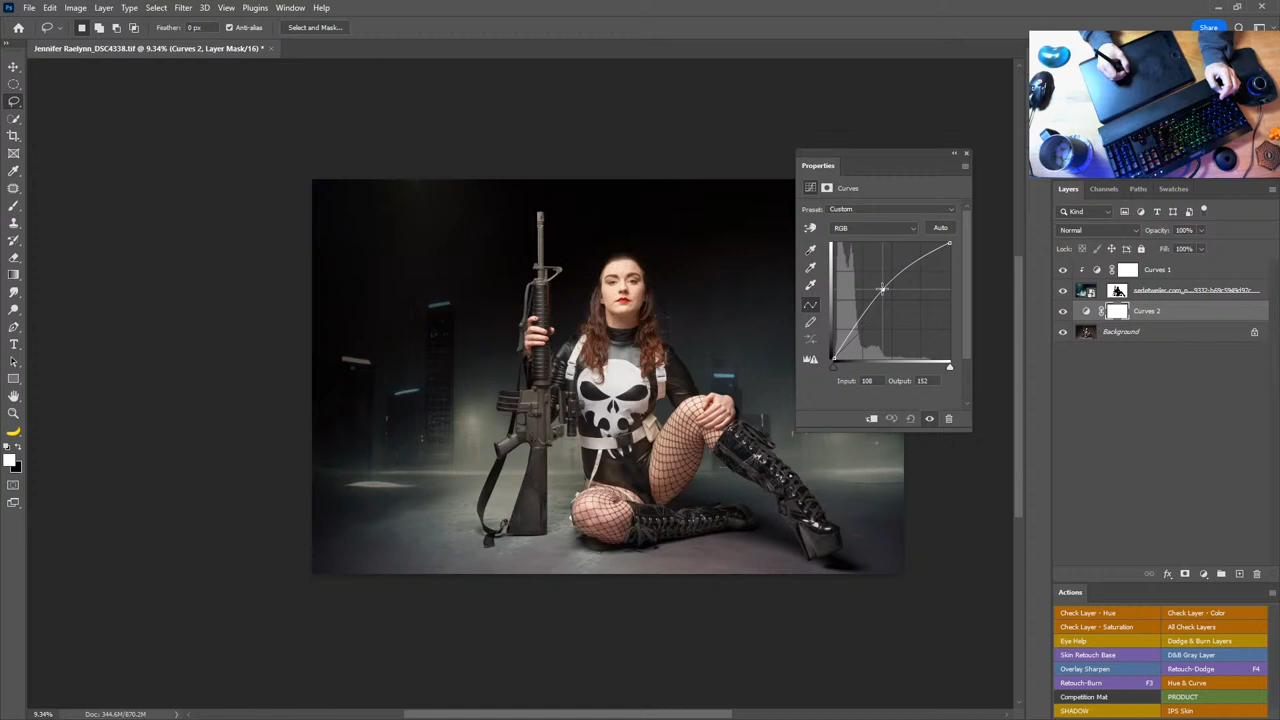 File Edit Image Layer Type Select Filter 3D View Plugins Window Help
Feather: 0 px Anti-alias Select and Mask... Share
Jennifer Raelynn_DSC4338.tif @ 9.34% (Curves 2, Layer Mask/16) *
Properties
Curves
Preset: Custom
RGB Auto
Input: 108 Output: 152
Layers Channels Paths Swatches
Kind
Normal Opacity: 100%
Lock: Fill: 100%
Curves 1
Curves 2
Background
Actions
Check Layer - Hue Check Layer - Color
Check Layer - Saturation All Check Layers
Eye Help Dodge & Burn Layers
Skin Retouch Base D&B Gray Layer
Overlay Sharpen Retouch-Dodge F4
Retouch-Burn F3 Hue & Curve
Competition Mat PRODUCT
SHADOW IPS Skin
9.34% Doc: 344.6M/870.2M